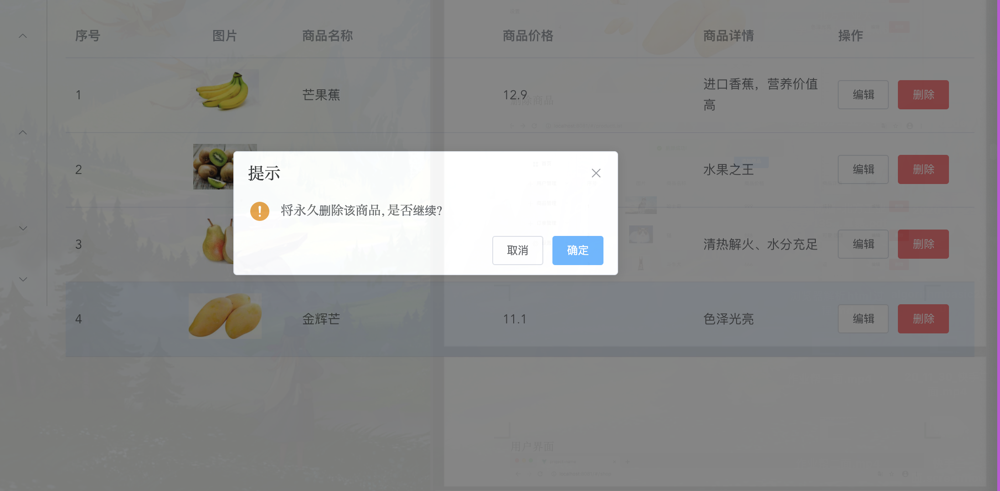 序号 图片 商品名称 商品价格 商品详情 操作
1 芒果蕉 12.9 进口香蕉，营养价值 编辑 删除
高
删除商品
2 水果之王 编辑 删除
提示
将永久删除该商品, 是否继续?
取消 确定
3 清热解火、水分充足 编辑 删除
4 金辉芒 11.1 色泽光亮 编辑 删除
用户界面